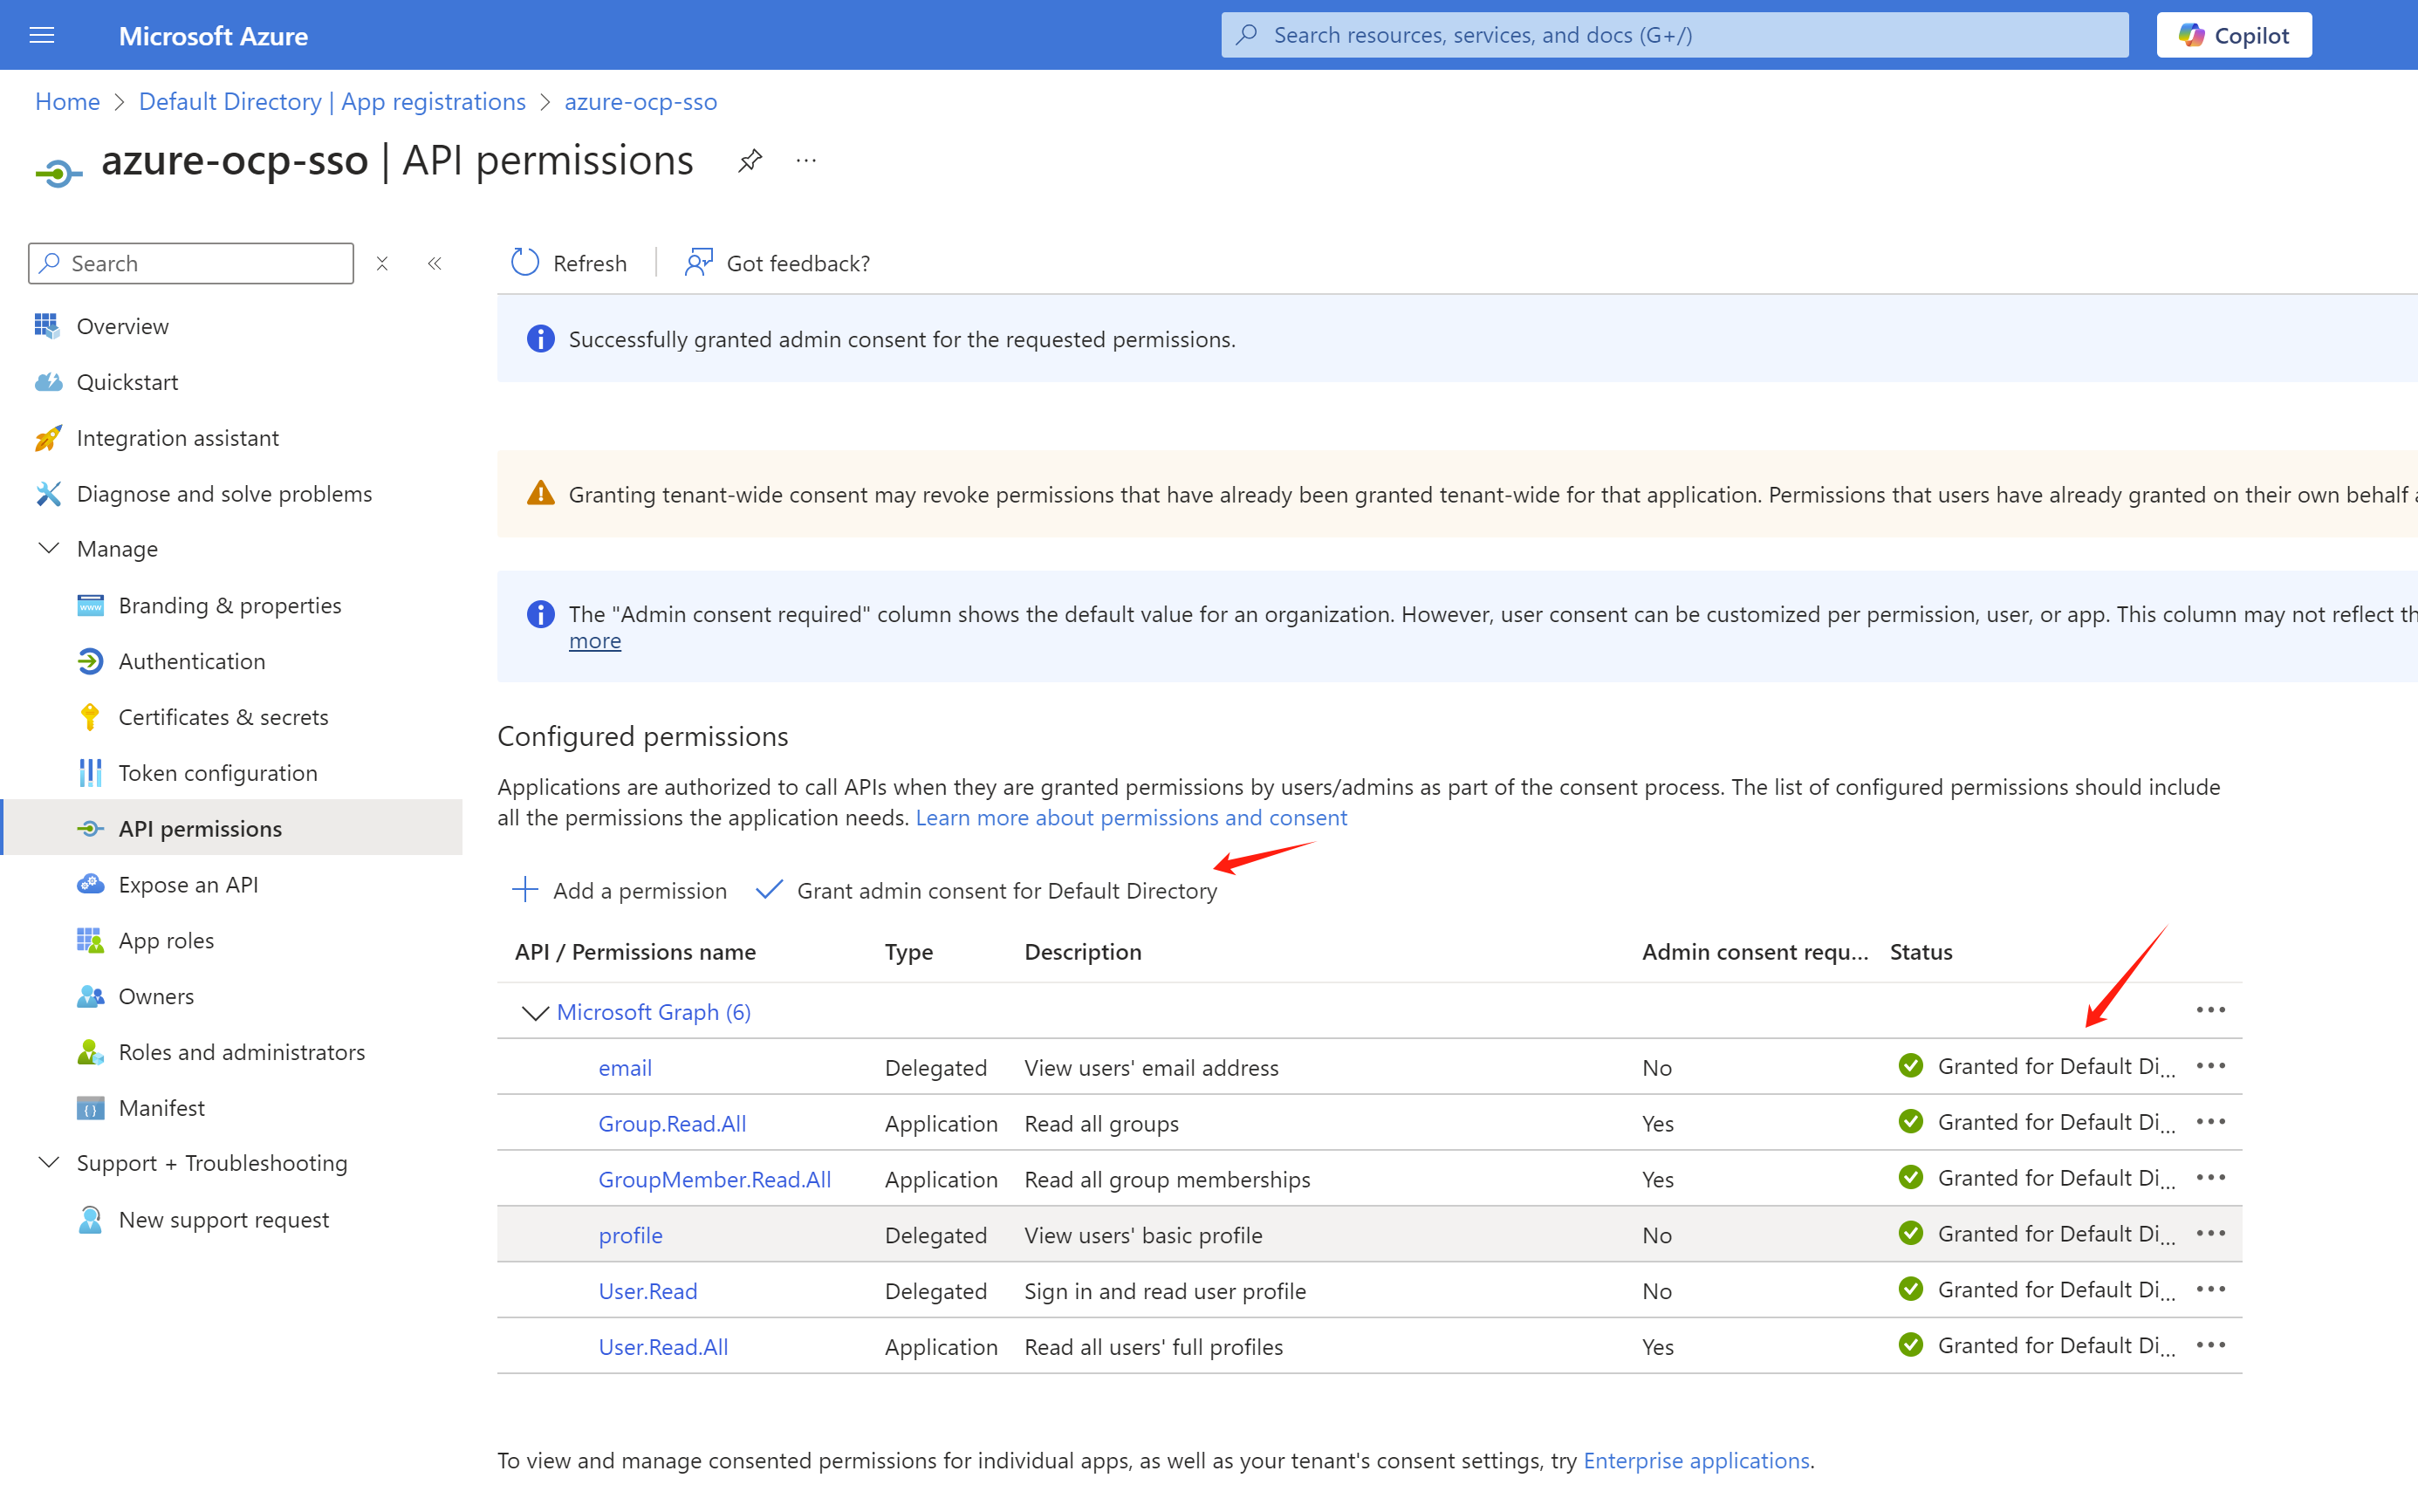 Microsoft Azure
Search resources, services, and docs (G+/)
Copilot
Home > Default Directory | App registrations > azure-ocp-sso
azure-ocp-sso | API permissions
Search
Refresh
Got feedback?
Overview
Quickstart
Integration assistant
Diagnose and solve problems
Manage
Branding & properties
Authentication
Certificates & secrets
Token configuration
API permissions
Expose an API
App roles
Owners
Roles and administrators
Manifest
Support + Troubleshooting
New support request
Successfully granted admin consent for the requested permissions.
Granting tenant-wide consent may revoke permissions that have already been granted tenant-wide for that application. Permissions that users have already granted on their own behalf
The "Admin consent required" column shows the default value for an organization. However, user consent can be customized per permission, user, or app. This column may not reflect
more
Configured permissions
Applications are authorized to call APIs when they are granted permissions by users/admins as part of the consent process. The list of configured permissions should include
all the permissions the application needs. Learn more about permissions and consent
Add a permission
Grant admin consent for Default Directory
API / Permissions name Type Description Admin consent requ... Status
Microsoft Graph (6)
email Delegated View users' email address No Granted for Default Di...
Group.Read.All Application Read all groups Yes Granted for Default Di...
GroupMember.Read.All Application Read all group memberships Yes Granted for Default Di...
profile Delegated View users' basic profile No Granted for Default Di...
User.Read Delegated Sign in and read user profile No Granted for Default Di...
User.Read.All Application Read all users' full profiles Yes Granted for Default Di...
To view and manage consented permissions for individual apps, as well as your tenant's consent settings, try Enterprise applications.